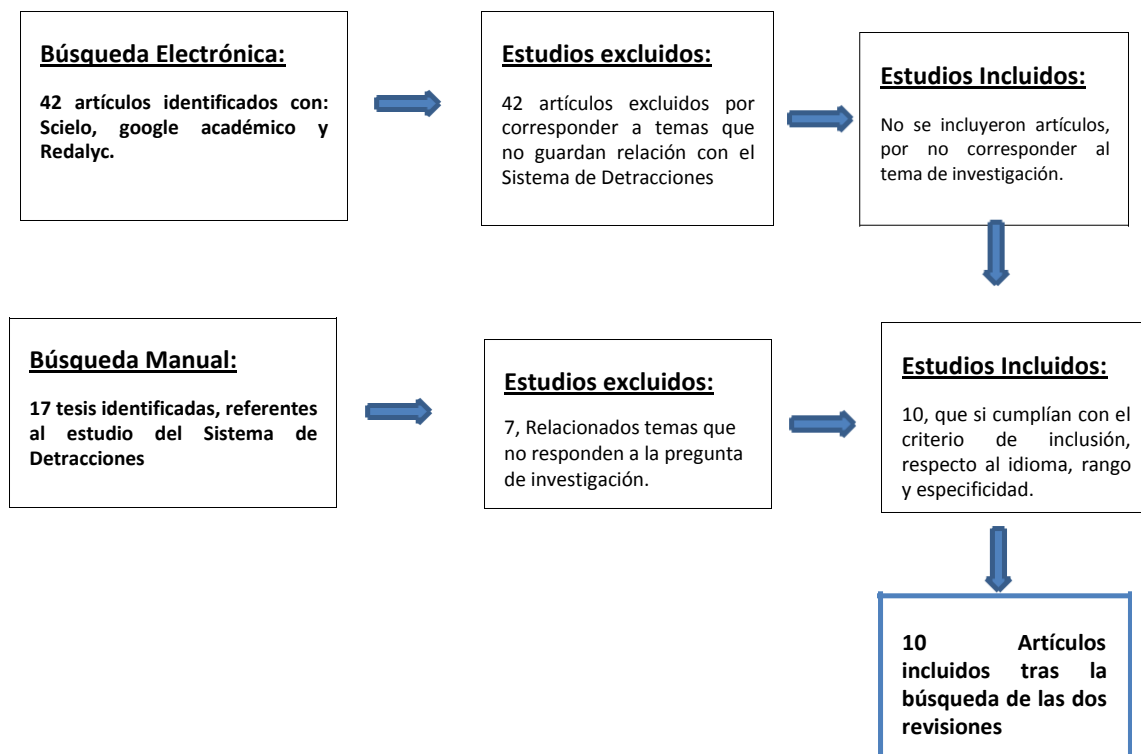 Búsqueda Electrónica:
42 artículos identificados con:
Scielo, google académico y
Redalyc.
Estudios excluidos:
42 artículos excluidos por
corresponder a temas que
no guardan relación con el
Sistema de Detracciones
Estudios Incluidos:
No se incluyeron artículos,
por no corresponder al
tema de investigación.
Búsqueda Manual:
17 tesis identificadas, referentes
al estudio del Sistema de
Detracciones
Estudios excluidos:
7, Relacionados temas que
no responden a la pregunta
de investigación.
Estudios Incluidos:
10, que si cumplían con el
criterio de inclusión,
respecto al idioma, rango
y especificidad.
10 Artículos
incluidos tras la
búsqueda de las dos
revisiones